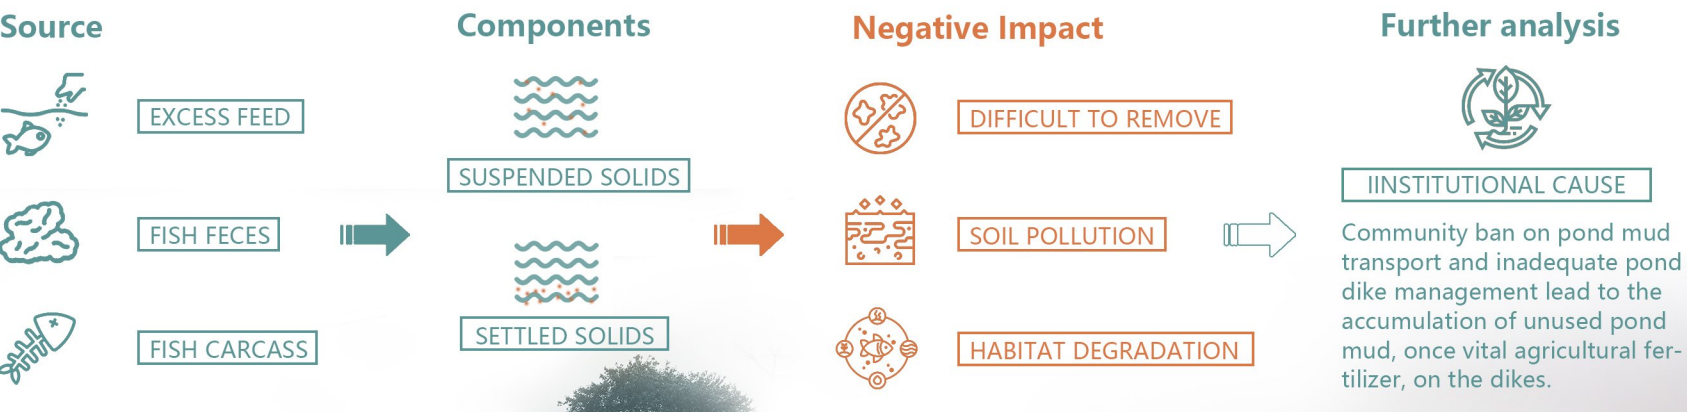 Source
EXCESS FEED
FISH FECES
FISH CARCASS
Components
SUSPENDED SOLIDS
SETTLED SOLIDS
Negative Impact
DIFFICULT TO REMOVE
SOIL POLLUTION
HABITAT DEGRADATION
Further analysis
IINSTITUTIONAL CAUSE
Community ban on pond mud
transport and inadequate pond
dike management lead to the
accumulation of unused pond
mud, once vital agricultural fer-
tilizer, on the dikes.